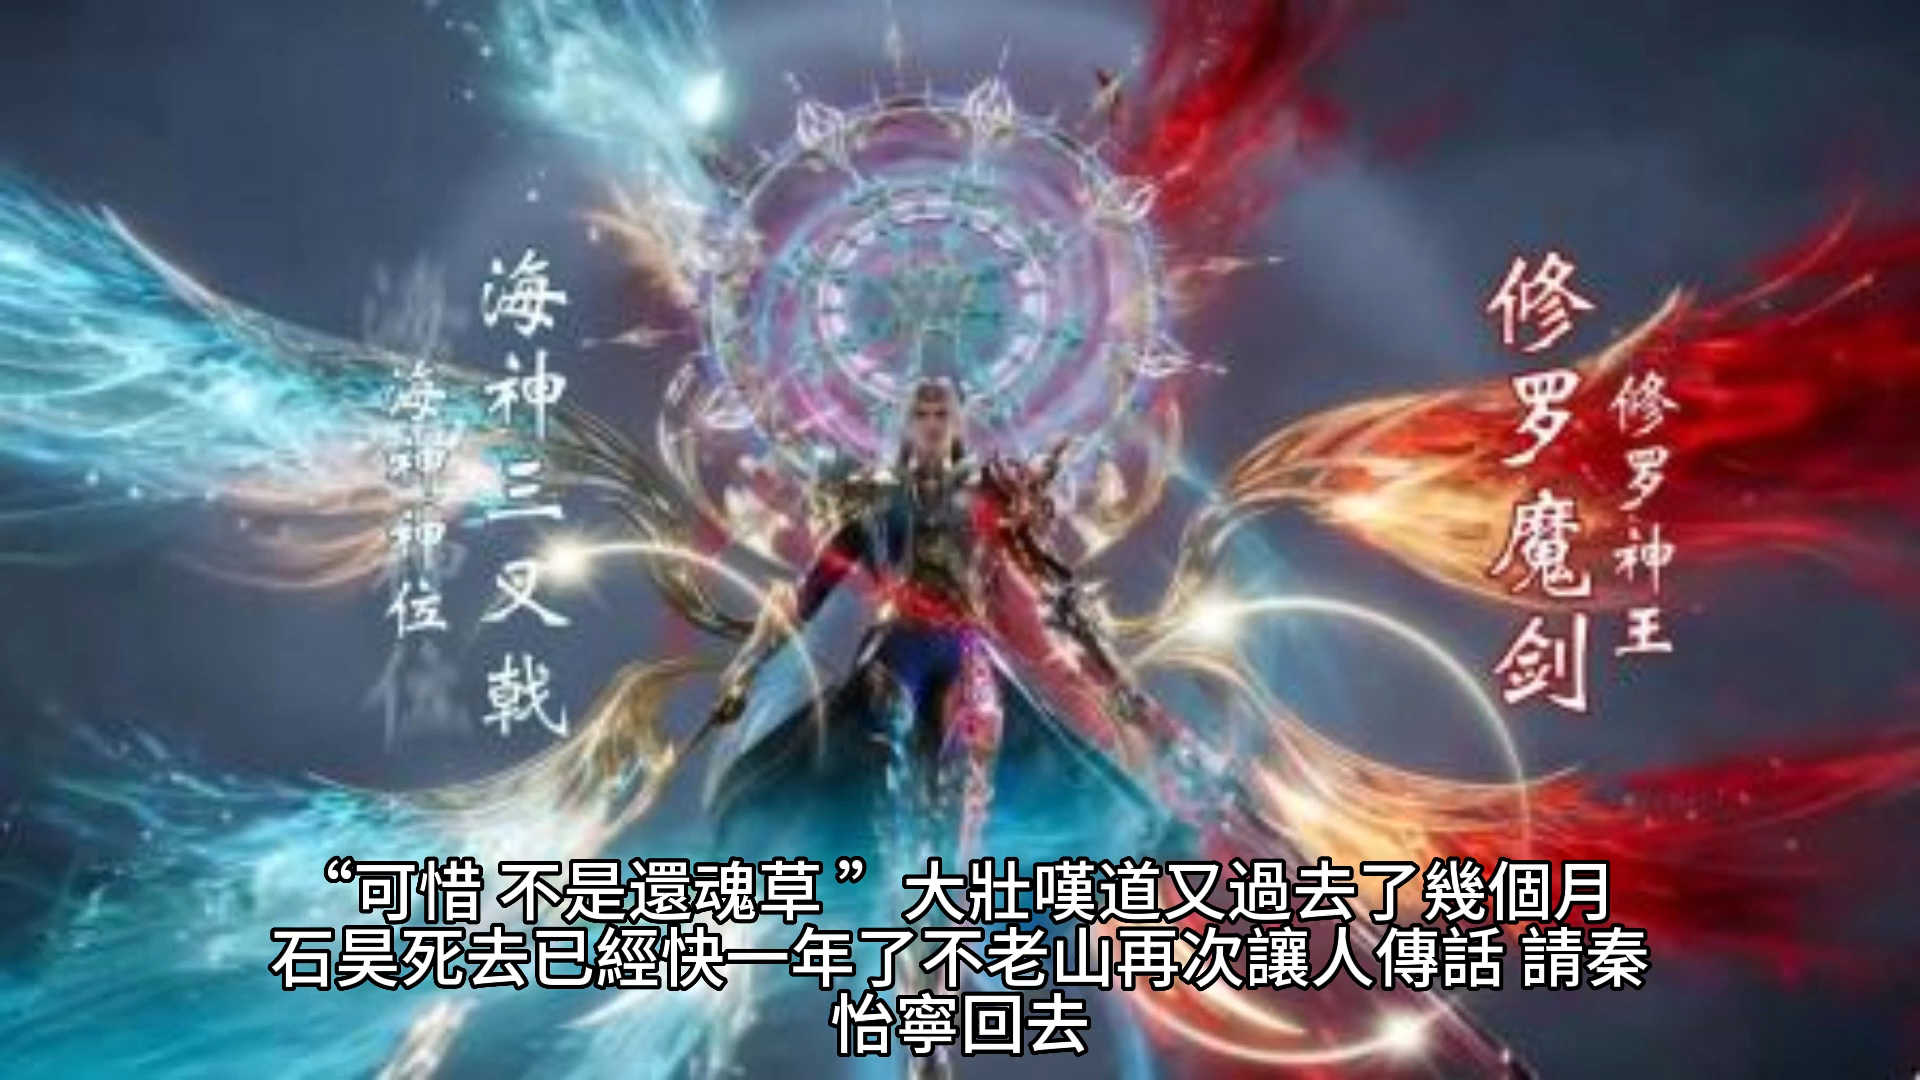 海神三叉戟
海神神位
修罗魔剑
修罗神王
“可惜 不是還魂草 ” 大壯嘆道又過去了幾個月
石昊死去已經快一年了不老山再次讓人傳話 請秦
怡寧回去